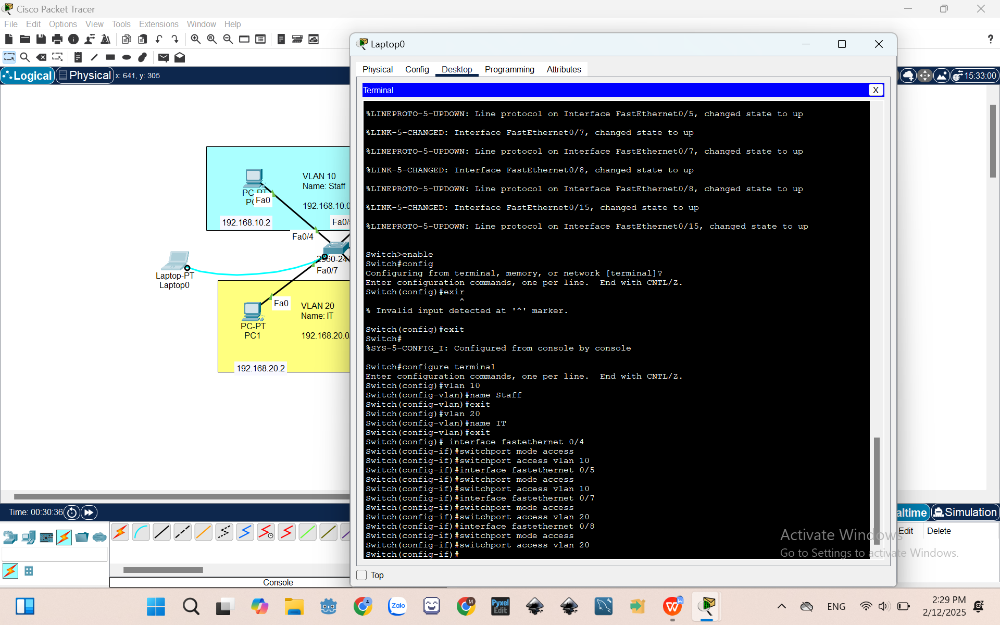 Cisco Packet Tracer
File Edit Options View Tools Extensions Window Help
?
Logical Physical x: 641, y: 305
15:33:00
VLAN 10
Name: Staff
192.168.10.0
PC-PT
Fa0
192.168.10.2
Fa0/4
Fa0/7
Laptop-PT
Laptop0
Fa0
VLAN 20
Name: IT
PC-PT
PC1
192.168.20.0
192.168.20.2
Laptop0
Physical Config Desktop Programming Attributes
Terminal X
%LINEPROTO-5-UPDOWN: Line protocol on Interface FastEthernet0/5, changed state to up
%LINK-5-CHANGED: Interface FastEthernet0/7, changed state to up
%LINEPROTO-5-UPDOWN: Line protocol on Interface FastEthernet0/7, changed state to up
%LINK-5-CHANGED: Interface FastEthernet0/8, changed state to up
%LINEPROTO-5-UPDOWN: Line protocol on Interface FastEthernet0/8, changed state to up
%LINK-5-CHANGED: Interface FastEthernet0/15, changed state to up
%LINEPROTO-5-UPDOWN: Line protocol on Interface FastEthernet0/15, changed state to up
Switch>enable
Switch#config
Configuring from terminal, memory, or network [terminal]?
Enter configuration commands, one per line. End with CNTL/Z.
Switch(config)#exir
^
% Invalid input detected at '^' marker.
Switch(config)#exit
Switch#
%SYS-5-CONFIG_I: Configured from console by console
Switch#configure terminal
Enter configuration commands, one per line. End with CNTL/Z.
Switch(config)#vlan 10
Switch(config-vlan)#name Staff
Switch(config-vlan)#exit
Switch(config)#vlan 20
Switch(config-vlan)#name IT
Switch(config-vlan)#exit
Switch(config)# interface fastethernet 0/4
Switch(config-if)#switchport mode access
Switch(config-if)#switchport access vlan 10
Switch(config-if)#interface fastethernet 0/5
Switch(config-if)#switchport mode access
Switch(config-if)#switchport access vlan 10
Switch(config-if)#interface fastethernet 0/7
Switch(config-if)#switchport mode access
Switch(config-if)#switchport access vlan 20
Switch(config-if)#interface fastethernet 0/8
Switch(config-if)#switchport mode access
Switch(config-if)#switchport access vlan 20
Switch(config-if)#
Top
Time: 00:30:36
altime Simulation
Edit Delete
Activate Windows
Go to Settings to activate Windows.
Console
Zalo
Pyxel
Edit
M
W
ENG
2:29 PM
2/12/2025